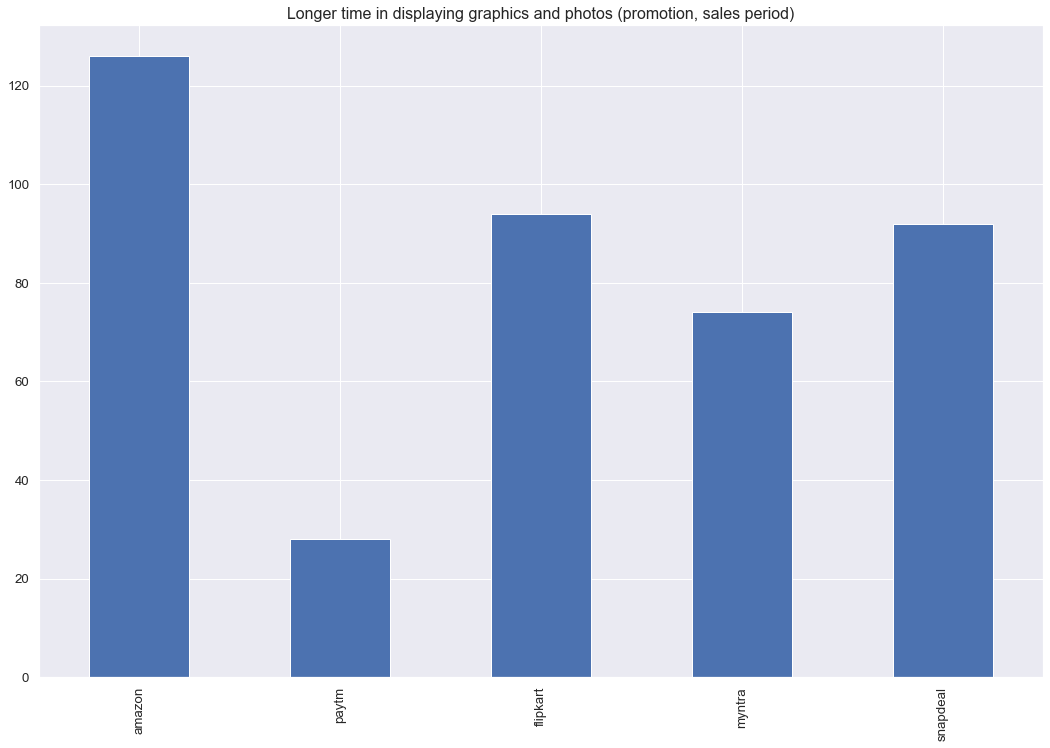 Longer time in displaying graphics and photos (promotion, sales period)
120
100
80
60
40
20
0
amazon
paytm
flipkart
myntra
snapdeal